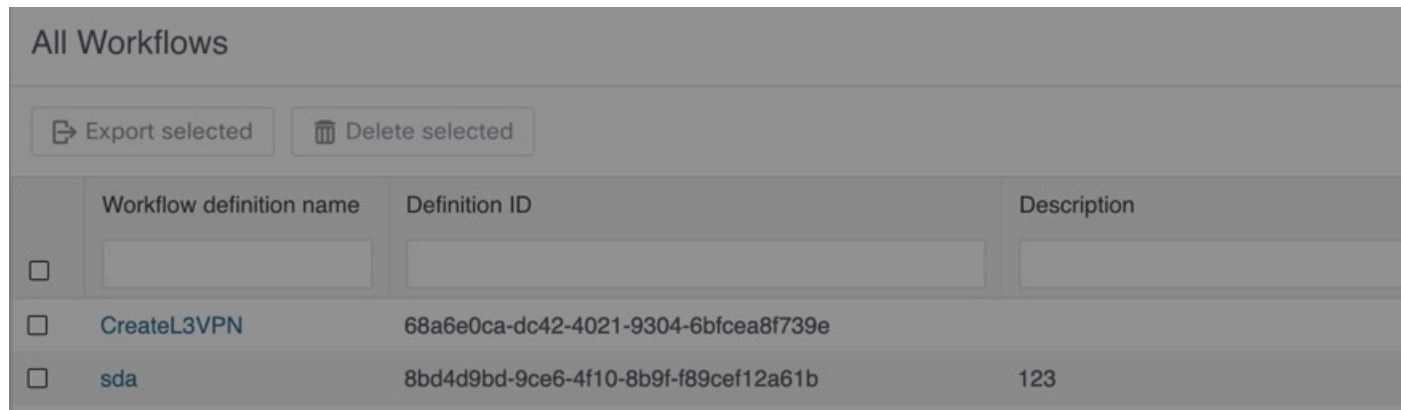 All Workflows
Export selected Delete selected
Workflow definition name Definition ID Description
CreateL3VPN 68a6e0ca-dc42-4021-9304-6bfcea8f739e
sda 8bd4d9bd-9ce6-4f10-8b9f-f89cef12a61b 123